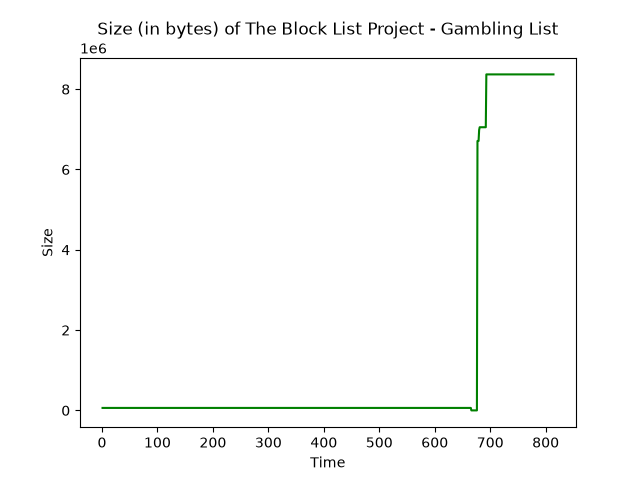 Size (in bytes) of The Block List Project - Gambling List
1e6
8
6
4
2
0
Size
0 100 200 300 400 500 600 700 800
Time